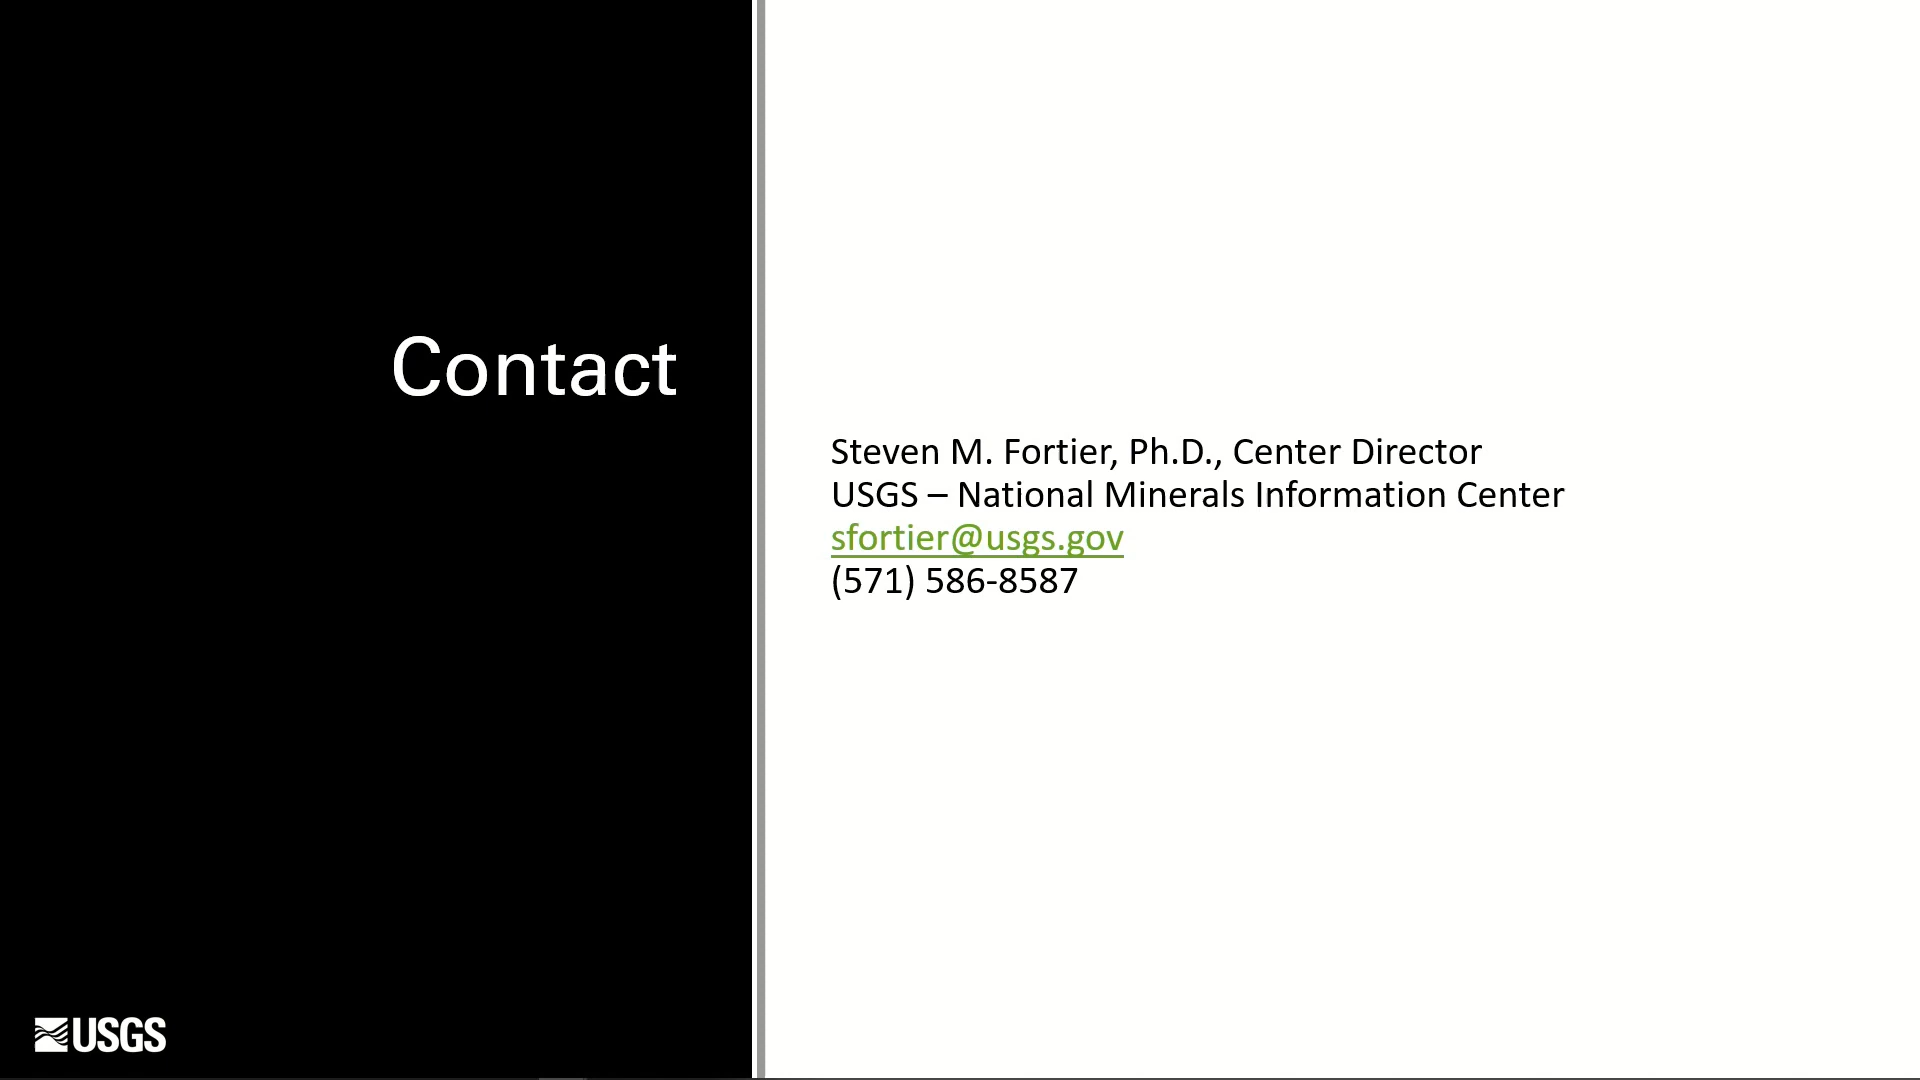 Contact
Steven M. Fortier, Ph.D., Center Director
USGS – National Minerals Information Center
sfortier@usgs.gov
(571) 586-8587
USGS